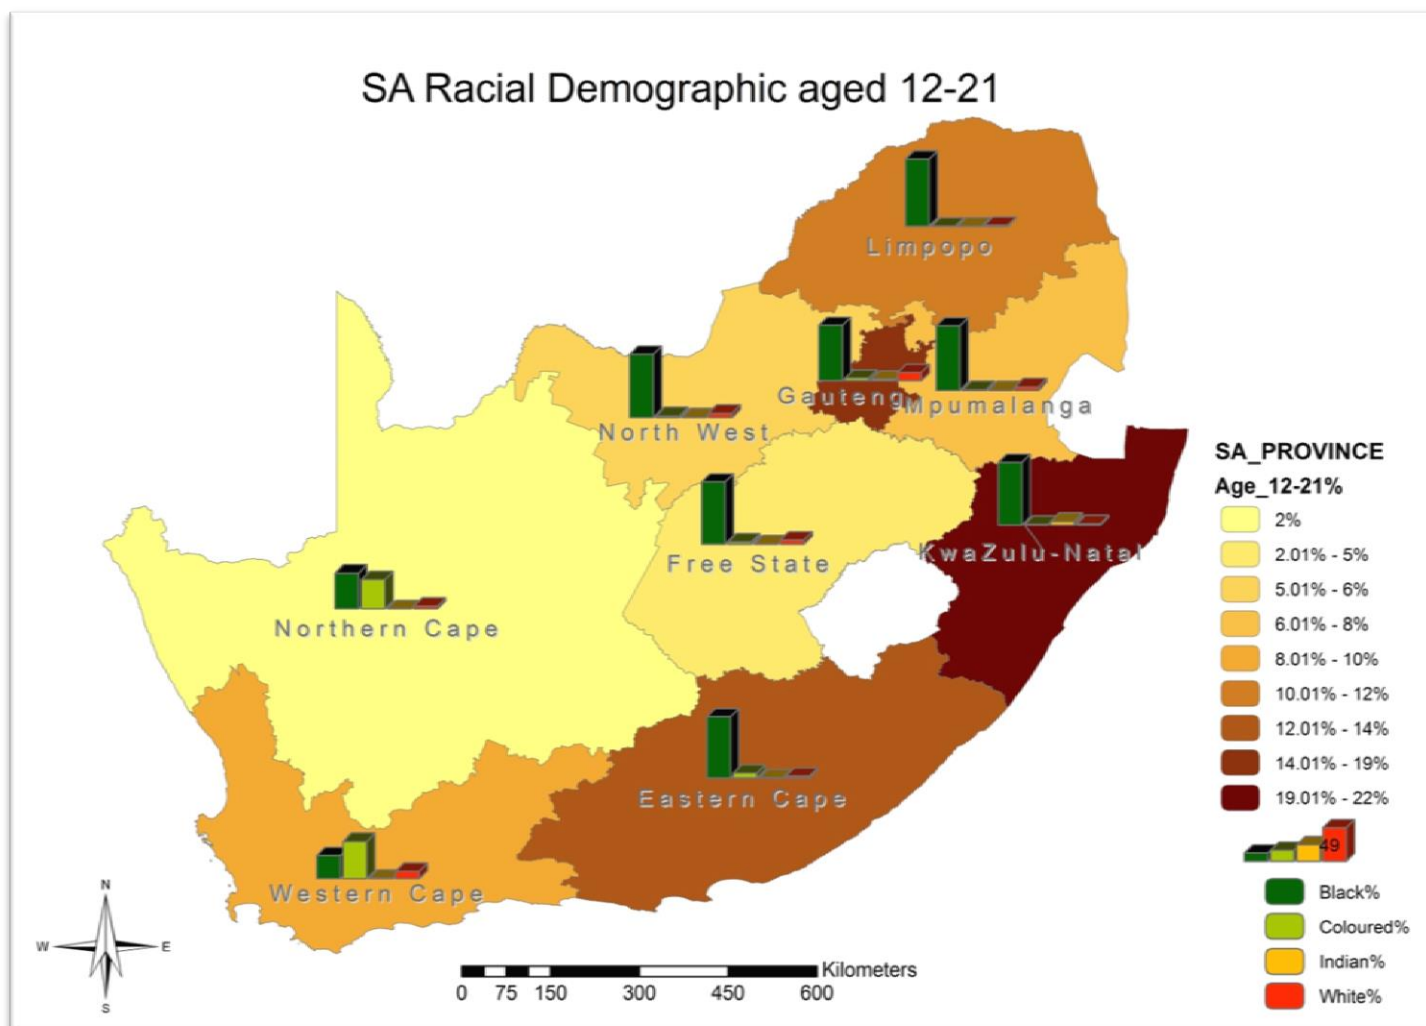 SA Racial Demographic aged 12-21
Limpopo
Gauteng
Mpumalanga
North West
KwaZulu-Natal
Free State
Northern Cape
Eastern Cape
Western Cape
SA_PROVINCE
Age_12-21%
2%
2.01% - 5%
5.01% - 6%
6.01% - 8%
8.01% - 10%
10.01% - 12%
12.01% - 14%
14.01% - 19%
19.01% - 22%
49
Black%
Coloured%
Indian%
White%
N
W E
S
Kilometers
0 75 150 300 450 600